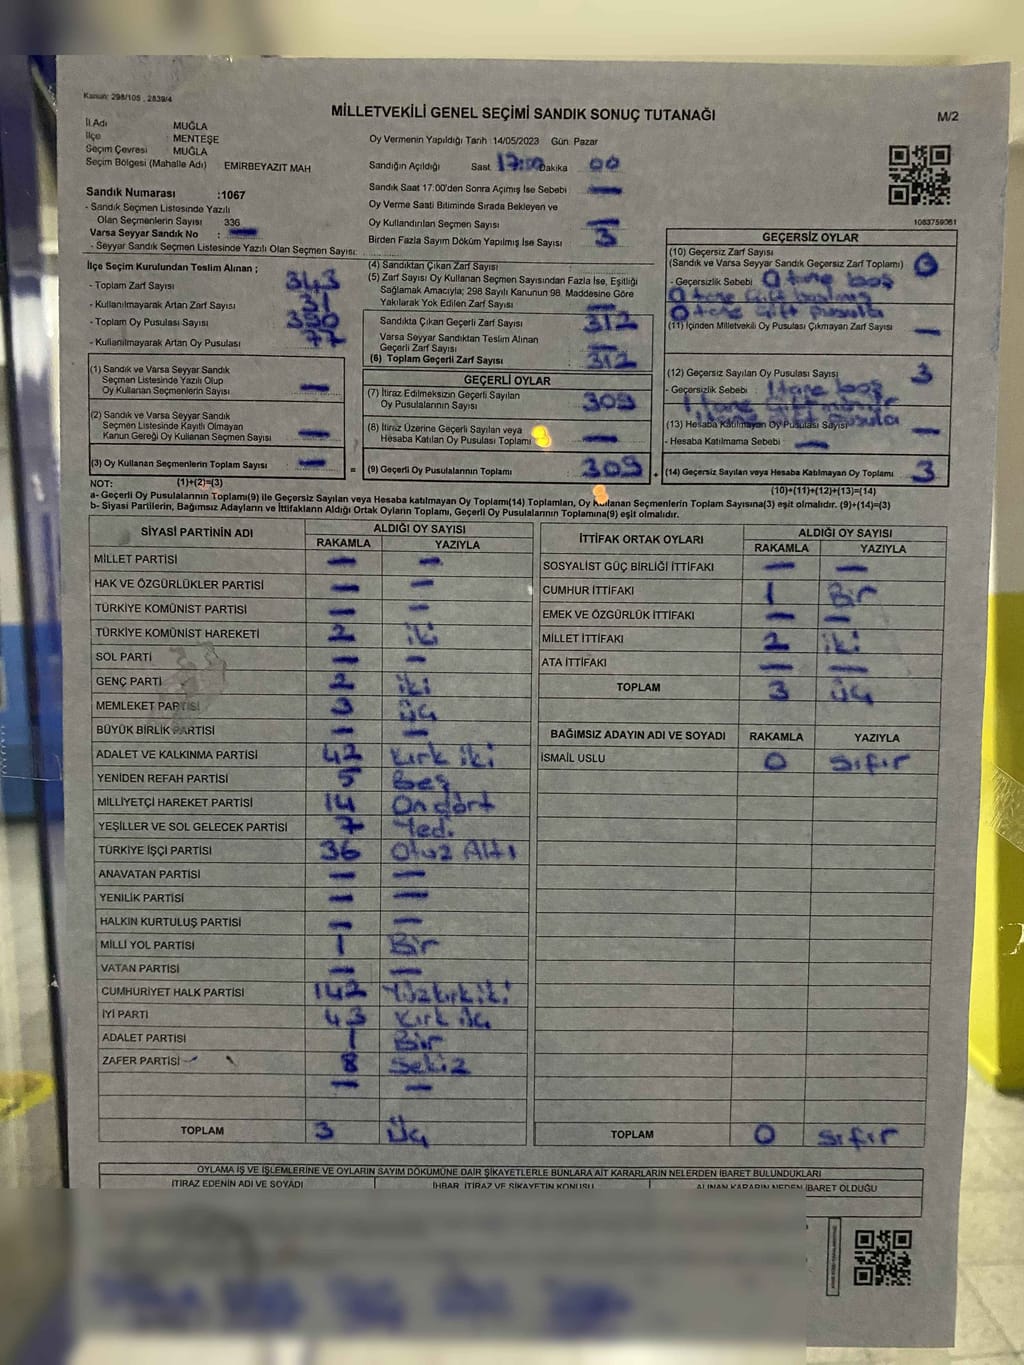 Kanun: 298/105 , 2839/4
MİLLETVEKİLİ GENEL SEÇİMİ SANDIK SONUÇ TUTANAĞI
M/2
İl Adı MUĞLA
İlçe : MENTEŞE
Seçim Çevresi : MUĞLA
Seçim Bölgesi (Mahalle Adı) EMİRBEYAZIT MAH
Sandık Numarası :1067
- Sandık Seçmen Listesinde Yazılı
Olan Seçmenlerin Sayısı 336
Varsa Seyyar Sandık No : —
- Seyyar Sandık Seçmen Listesinde Yazılı Olan Seçmen Sayısı:
Oy Vermenin Yapıldığı Tarih :14/05/2023 Gün: Pazar
Sandığın Açıldığı Saat 17:00 Dakika 00
Sandık Saat 17:00'den Sonra Açımış İse Sebebi —
Oy Verme Saati Bitiminde Sırada Bekleyen ve
Oy Kullandırılan Seçmen Sayısı —
Birden Fazla Sayım Döküm Yapılmış İse Sayısı 3
1083759061
İlçe Seçim Kurulundan Teslim Alınan ;
- Toplam Zarf Sayısı : 343
- Kullanılmayarak Artan Zarf Sayısı : 31
- Toplam Oy Pusulası Sayısı : 350
- Kullanılmayarak Artan Oy Pusulası : 77
(1) Sandık ve Varsa Seyyar Sandık
Seçmen Listesinde Yazılı Olup
Oy Kullanan Seçmenlerin Sayısı : —
(2) Sandık ve Varsa Seyyar Sandık
Seçmen Listesinde Kayıtlı Olmayan
Kanun Gereği Oy Kullanan Seçmen Sayısı : —
(3) Oy Kullanan Seçmenlerin Toplam Sayısı : —
(1)+(2)=(3)
(4) Sandıktan Çıkan Zarf Sayısı :
(5) Zarf Sayısı Oy Kullanan Seçmen Sayısından Fazla İse, Eşitliği
Sağlamak Amacıyla; 298 Sayılı Kanunun 98 Maddesine Göre
Yakılarak Yok Edilen Zarf Sayısı : —
Sandıkta Çıkan Geçerli Zarf Sayısı : 312
Varsa Seyyar Sandıktan Teslim Alınan
Geçerli Zarf Sayısı : —
(6) Toplam Geçerli Zarf Sayısı : 312
GEÇERLİ OYLAR
(7) İtiraz Edilmeksizin Geçerli Sayılan
Oy Pusulalarının Sayısı : 309
(8) İtiraz Üzerine Geçerli Sayılan veya
Hesaba Katılan Oy Pusulası Toplamı : —
= (9) Geçerli Oy Pusulalarının Toplamı : 309
GEÇERSİZ OYLAR
(10) Geçersiz Zarf Sayısı
(Sandık ve Varsa Seyyar Sandık Geçersiz Zarf Toplamı) : 0
- Geçersizlik Sebebi : 0 tane boş
0 tane Çift
0 tane Çift pusula
(11) İçinden Milletvekili Oy Pusulası Çıkmayan Zarf Sayısı —
(12) Geçersiz Sayılan Oy Pusulası Sayısı 3
- Geçersizlik Sebebi : 1 tane boş
1 tane Çift
1 tane Çift pusula
(13) Hesaba Katılmayan Oy Pusulası Sayısı —
- Hesaba Katılmama Sebebi : —
(14) Geçersiz Sayılan veya Hesaba Katılmayan Oy Toplamı : 3
(10)+(11)+(12)+(13)=(14)
NOT:
a- Geçerli Oy Pusulalarının Toplamı(9) ile Geçersiz Sayılan veya Hesaba katılmayan Oy Toplamı(14) Toplamları, Oy Kullanan Seçmenlerin Toplam Sayısına(3) eşit olmalıdır. (9)+(14)=(3)
b- Siyasi Partilerin, Bağımsız Adayların ve İttifakların Aldığı Ortak Oyların Toplamı, Geçerli Oy Pusulalarının Toplamına(9) eşit olmalıdır.
SİYASİ PARTİNİN ADI ALDIĞI OY SAYISI
RAKAMLA YAZIYLA
MİLLET PARTİSİ — —
HAK VE ÖZGÜRLÜKLER PARTİSİ — —
TÜRKİYE KOMÜNİST PARTİSİ — —
TÜRKİYE KOMÜNİST HAREKETİ 2 iki
SOL PARTİ — —
GENÇ PARTİ 2 iki
MEMLEKET PARTİSİ 3 üç
BÜYÜK BİRLİK PARTİSİ — —
ADALET VE KALKINMA PARTİSİ 42 Kırk iki
YENİDEN REFAH PARTİSİ 5 Beş
MİLLİYETÇİ HAREKET PARTİSİ 14 On dört
YEŞİLLER VE SOL GELECEK PARTİSİ 7 Yedi
TÜRKİYE İŞÇİ PARTİSİ 36 Otuz Altı
ANAVATAN PARTİSİ — —
YENİLİK PARTİSİ — —
HALKIN KURTULUŞ PARTİSİ — —
MİLLİ YOL PARTİSİ 1 Bir
VATAN PARTİSİ — —
CUMHURİYET HALK PARTİSİ 142 Yüzkırkiki
İYİ PARTİ 43 Kırk üç
ADALET PARTİSİ 1 Bir
ZAFER PARTİSİ 8 Sekiz
— —
TOPLAM 3 üç
İTTİFAK ORTAK OYLARI ALDIĞI OY SAYISI
RAKAMLA YAZIYLA
SOSYALİST GÜÇ BİRLİĞİ İTTİFAKI — —
CUMHUR İTTİFAKI 1 Bir
EMEK VE ÖZGÜRLÜK İTTİFAKI — —
MİLLET İTTİFAKI 2 iki
ATA İTTİFAKI — —
TOPLAM 3 üç
BAĞIMSIZ ADAYIN ADI VE SOYADI RAKAMLA YAZIYLA
İSMAİL USLU 0 Sıfır
TOPLAM 0 Sıfır
OYLAMA İŞ VE İŞLEMLERİNE VE OYLARIN SAYIM DÖKÜMÜNE DAİR ŞİKAYETLERLE BUNLARA AİT KARARLARIN NELERDEN İBARET BULUNDUKLARI
İTİRAZ EDENİN ADI VE SOYADI İHBAR, İTİRAZ VE ŞİKAYETİN KONUSU ALINAN KARARIN NEDEN İBARET OLDUĞU